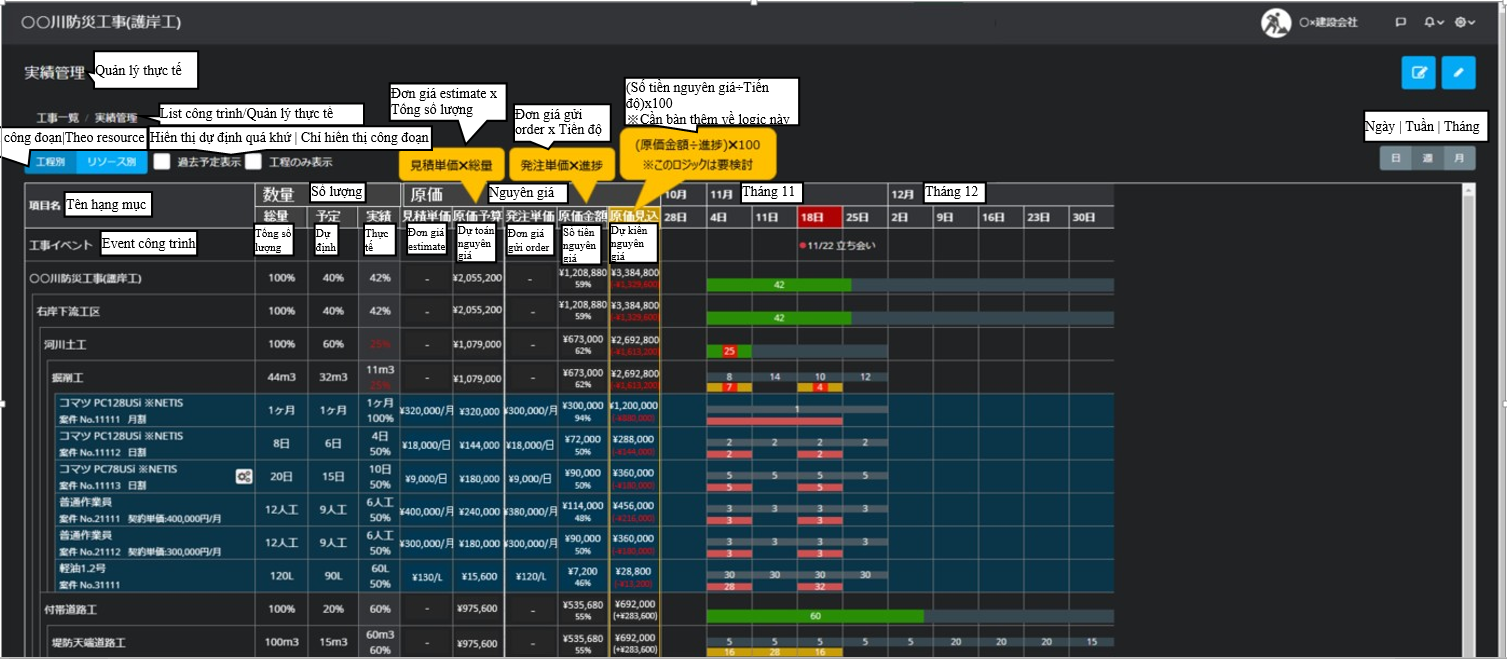 〇〇川防災工事(護岸工)
〇×建設会社
実績管理
Quản lý thực tế
工事一覧 / 実績管理
List công trình/Quản lý thực tế
công đoạn|Theo resource
Hiển thị dự định quá khứ | Chỉ hiển thị công đoạn
工程別 リソース別 過去予定表示 工程のみ表示
Đơn giá estimate x
Tổng số lượng
見積単価✕総量
Đơn giá gửi
order x Tiến độ
発注単価✕進捗
(Số tiền nguyên giá÷Tiến
độ)x100
※Cần bàn thêm về logic này
(原価金額÷進捗)✕100
※このロジックは要検討
Ngày | Tuần | Tháng
日 週 月
項目名 Tên hạng mục
数量 Số lượng
原価 Nguyên giá
10月 11月 Tháng 11 12月 Tháng 12
総量 予定 実績 見積単価 原価予算 発注単価 原価金額 原価見込
28日 4日 11日 18日 25日 2日 9日 16日 23日 30日
Tổng số
lượng
Dự
định
Thực
tế
Đơn giá
estimate
Dự toán
nguyên
giá
Đơn giá
gửi order
Số tiền
nguyên
giá
Dự kiến
nguyên
giá
工事イベント Event công trình
11/22 立ち会い
〇〇川防災工事(護岸工) 100% 40% 42% - ¥2,055,200 - ¥1,208,880 ¥3,384,800 42
59% (-¥1,329,600)
右岸下流工区 100% 40% 42% - ¥2,055,200 - ¥1,208,880 ¥3,384,800 42
59% (-¥1,329,600)
河川土工 100% 60% 25% - ¥1,079,000 - ¥673,000 ¥2,692,800 25
62% (-¥1,613,200)
掘削工 44m3 32m3 11m3 - ¥1,079,000 - ¥673,000 ¥2,692,800 8 14 10 12
25% 62% (-¥1,613,200) 7 4
コマツ PC128USi ※NETIS 1ヶ月 1ヶ月 1ヶ月 ¥320,000/月 ¥320,000 ¥300,000/月 ¥300,000 ¥1,200,000 1
案件 No.11111 月割 100% 94% (-¥880,000)
コマツ PC128USi ※NETIS 8日 6日 4日 ¥18,000/日 ¥144,000 ¥18,000/日 ¥72,000 ¥288,000 2 2 2 2
案件 No.11112 日割 50% 50% (-¥144,000) 2 2
コマツ PC78USi ※NETIS 20日 15日 10日 ¥9,000/日 ¥180,000 ¥9,000/日 ¥90,000 ¥360,000 5 5 5 5
案件 No.11113 日割 50% 50% (-¥180,000) 5 5
普通作業員 12人工 9人工 6人工 ¥400,000/月 ¥240,000 ¥380,000/月 ¥114,000 ¥456,000 3 3 3 3
案件 No.21111 契約単価:400,000円/月 50% 48% (-¥216,000) 3 3
普通作業員 12人工 9人工 6人工 ¥300,000/月 ¥180,000 ¥300,000/月 ¥90,000 ¥360,000 3 3 3 3
案件 No.21112 契約単価:300,000円/月 50% 50% (-¥180,000) 3 3
軽油1.2号 120L 90L 60L ¥130/L ¥15,600 ¥120/L ¥7,200 ¥28,800 30 30 30 30
案件 No.31111 50% 46% (-¥13,200) 28 32
付帯道路工 100% 20% 60% - ¥975,600 - ¥535,680 ¥692,000 60
55% (+¥283,600)
堤防天端道路工 100m3 15m3 60m3 - ¥975,600 - ¥535,680 ¥692,000 5 5 5 5 5 20 20 20 15
60% 55% (+¥283,600) 16 28 16